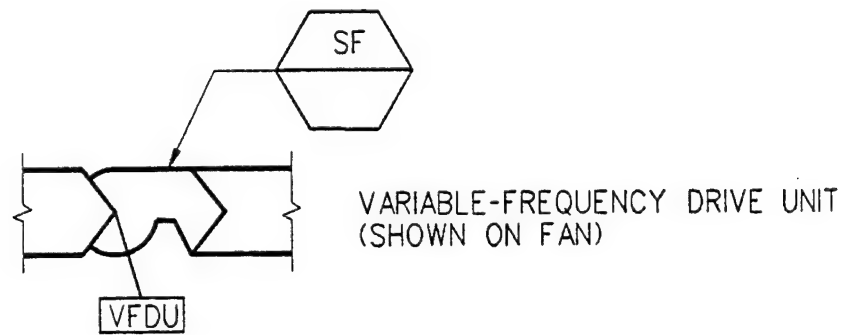 SF
VARIABLE-FREQUENCY DRIVE UNIT
(SHOWN ON FAN)
VFDU